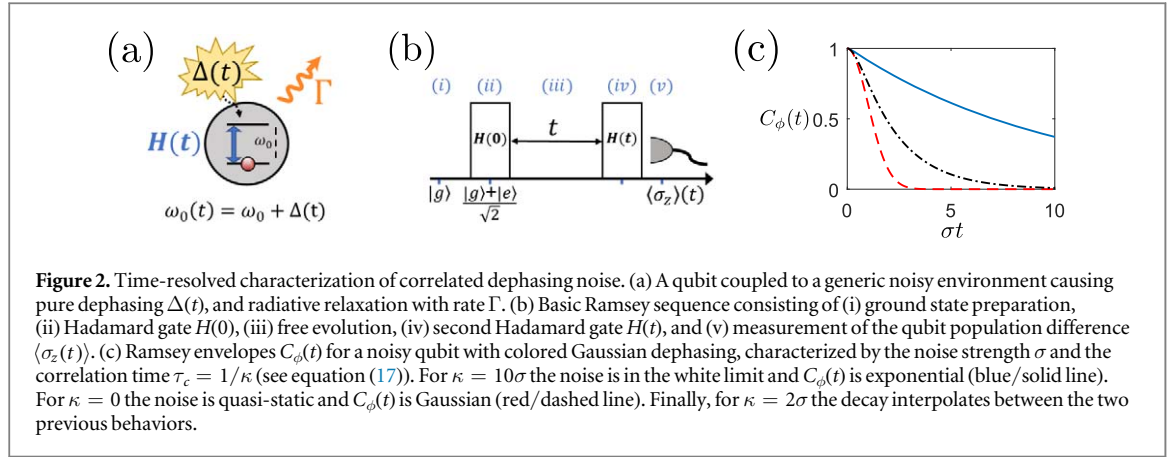 (a)
Δ(t)
Γ
H(t)
ω₀
ω₀(t) = ω₀ + Δ(t)
(b)
(i) (ii) (iii) (iv) (v)
H(0) t H(t)
|g⟩ |g⟩+|e⟩/√2 ⟨σz⟩(t)
(c)
1
Cϕ(t) 0.5
0
0 5 10
σt
Figure 2. Time-resolved characterization of correlated dephasing noise. (a) A qubit coupled to a generic noisy environment causing
pure dephasing Δ(t), and radiative relaxation with rate Γ. (b) Basic Ramsey sequence consisting of (i) ground state preparation,
(ii) Hadamard gate H(0), (iii) free evolution, (iv) second Hadamard gate H(t), and (v) measurement of the qubit population difference
⟨σz(t)⟩. (c) Ramsey envelopes Cϕ(t) for a noisy qubit with colored Gaussian dephasing, characterized by the noise strength σ and the
correlation time τc = 1/κ (see equation (17)). For κ = 10σ the noise is in the white limit and Cϕ(t) is exponential (blue/solid line).
For κ = 0 the noise is quasi-static and Cϕ(t) is Gaussian (red/dashed line). Finally, for κ = 2σ the decay interpolates between the two
previous behaviors.